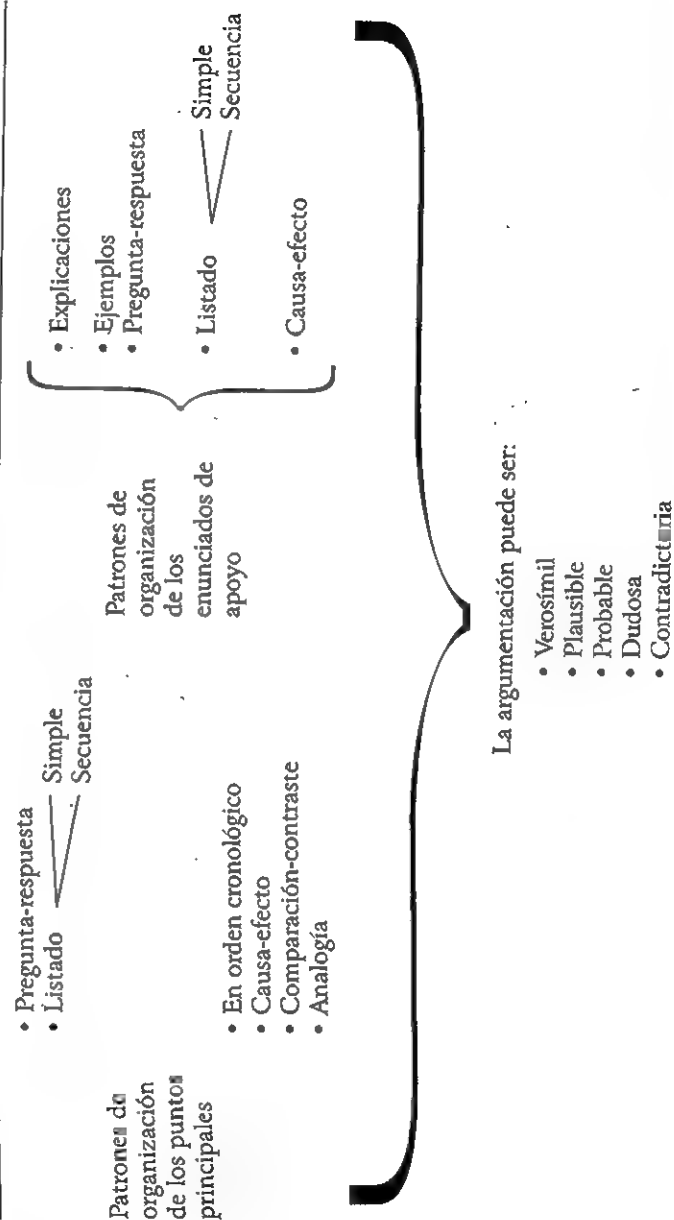 Patrones de
organización
de los puntos
principales
• Pregunta-respuesta
• Listado
Simple
Secuencia
• En orden cronológico
• Causa-efecto
• Comparación-contraste
• Analogía
Patrones de
organización
de los
enunciados de
apoyo
• Explicaciones
• Ejemplos
• Pregunta-respuesta
• Listado
Simple
Secuencia
• Causa-efecto
La argumentación puede ser:
• Verosímil
• Plausible
• Probable
• Dudosa
• Contradictoria